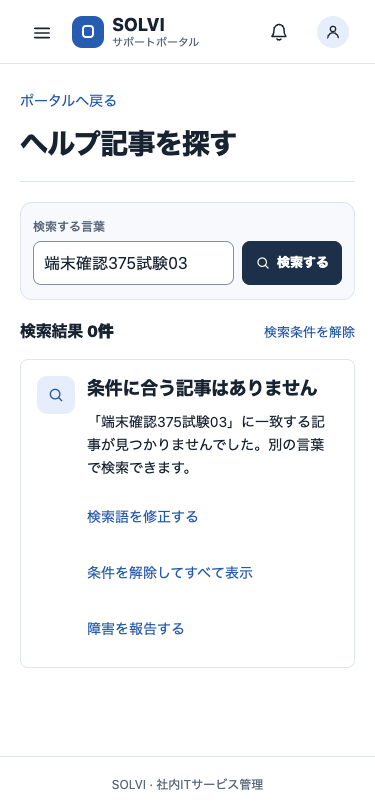 SOLVI
サポートポータル
ポータルへ戻る
ヘルプ記事を探す
検索する言葉
端末確認375試験03
検索する
検索結果 0件
検索条件を解除
条件に合う記事はありません
「端末確認375試験03」に一致する記
事が見つかりませんでした。別の言葉
で検索できます。
検索語を修正する
条件を解除してすべて表示
障害を報告する
SOLVI · 社内ITサービス管理